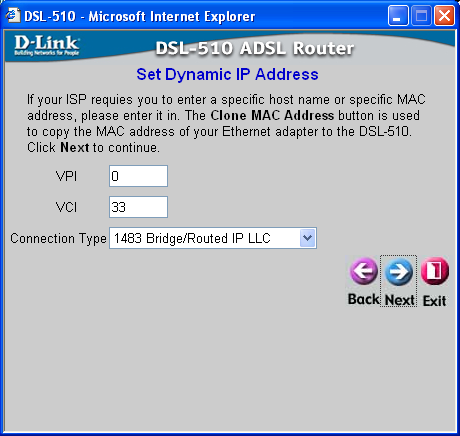 DSL-510 - Microsoft Internet Explorer
D-Link
Building Networks for People
DSL-510 ADSL Router
Set Dynamic IP Address
If your ISP requies you to enter a specific host name or specific MAC
address, please enter it in. The Clone MAC Address button is used
to copy the MAC address of your Ethernet adapter to the DSL-510.
Click Next to continue.
VPI 0
VCI 33
Connection Type 1483 Bridge/Routed IP LLC
Back Next Exit